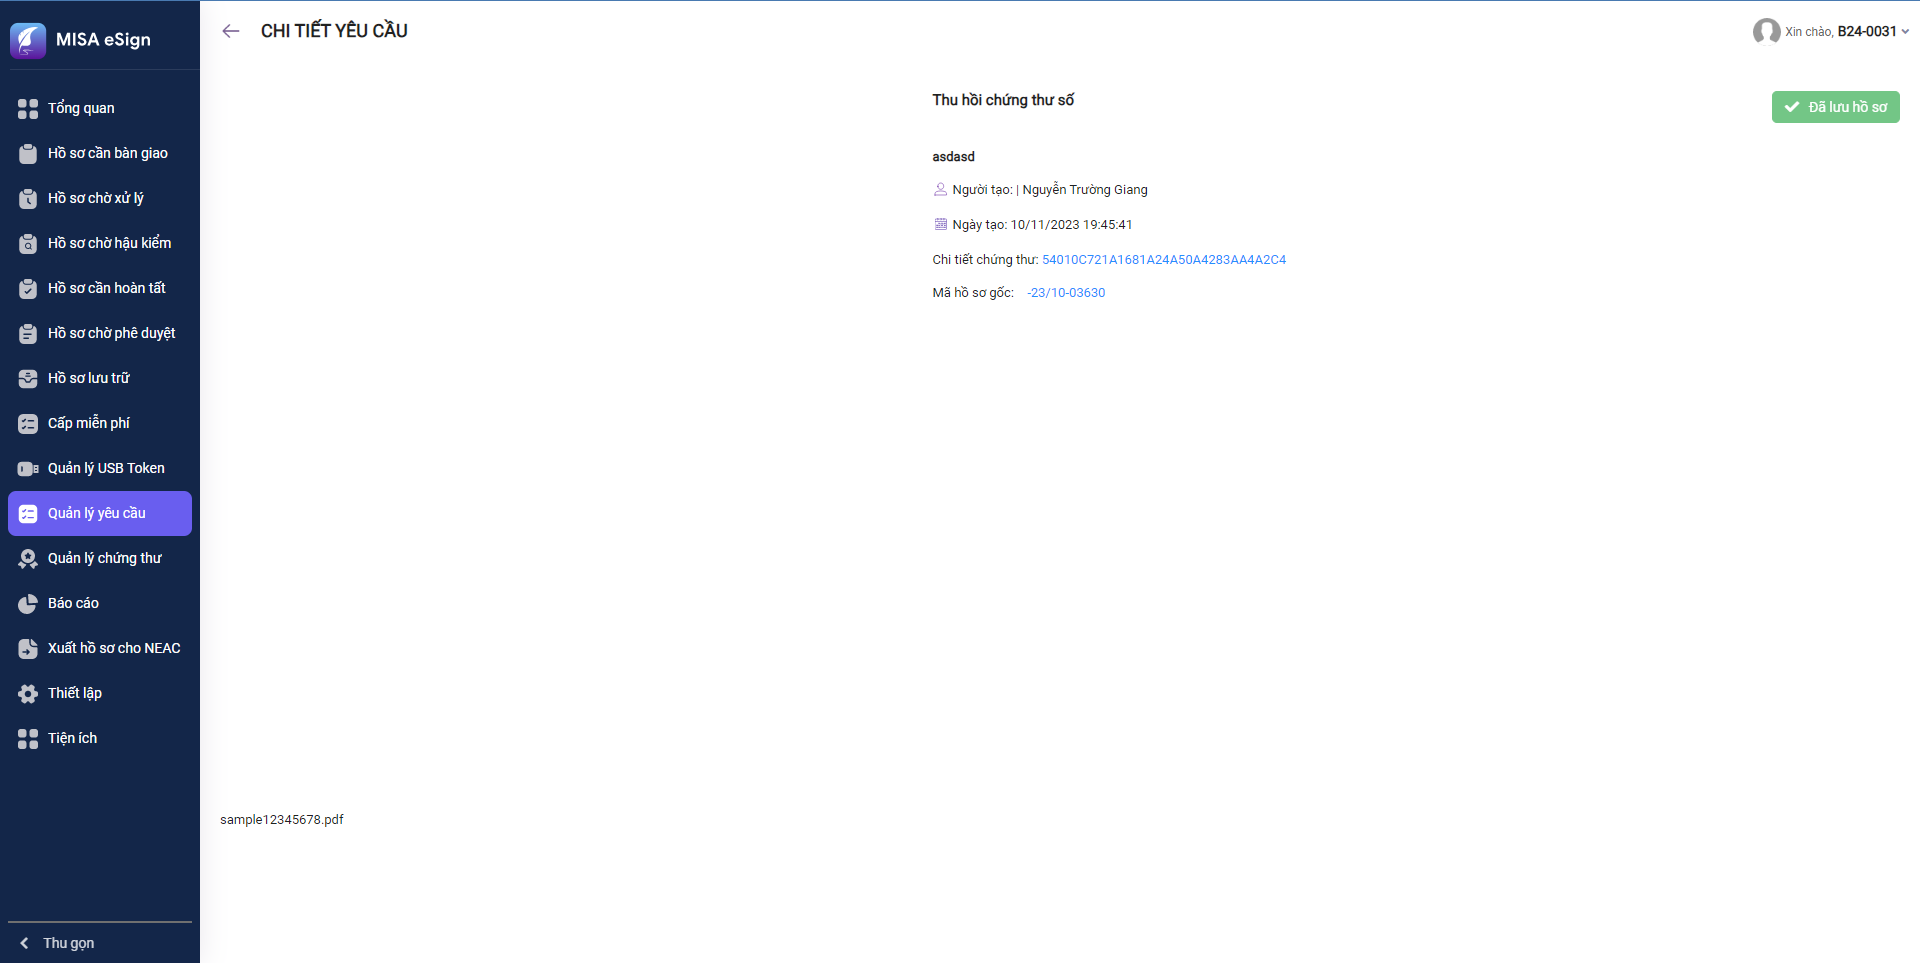 MISA eSign
Tổng quan
Hồ sơ cần bàn giao
Hồ sơ chờ xử lý
Hồ sơ chờ hậu kiểm
Hồ sơ cần hoàn tất
Hồ sơ chờ phê duyệt
Hồ sơ lưu trữ
Cấp miễn phí
Quản lý USB Token
Quản lý yêu cầu
Quản lý chứng thư
Báo cáo
Xuất hồ sơ cho NEAC
Thiết lập
Tiện ích
Thu gọn
CHI TIẾT YÊU CẦU
Xin chào, B24-0031
Thu hồi chứng thư số
Đã lưu hồ sơ
asdasd
Người tạo: | Nguyễn Trường Giang
Ngày tạo: 10/11/2023 19:45:41
Chi tiết chứng thư: 54010C721A1681A24A50A4283AA4A2C4
Mã hồ sơ gốc: -23/10-03630
sample12345678.pdf